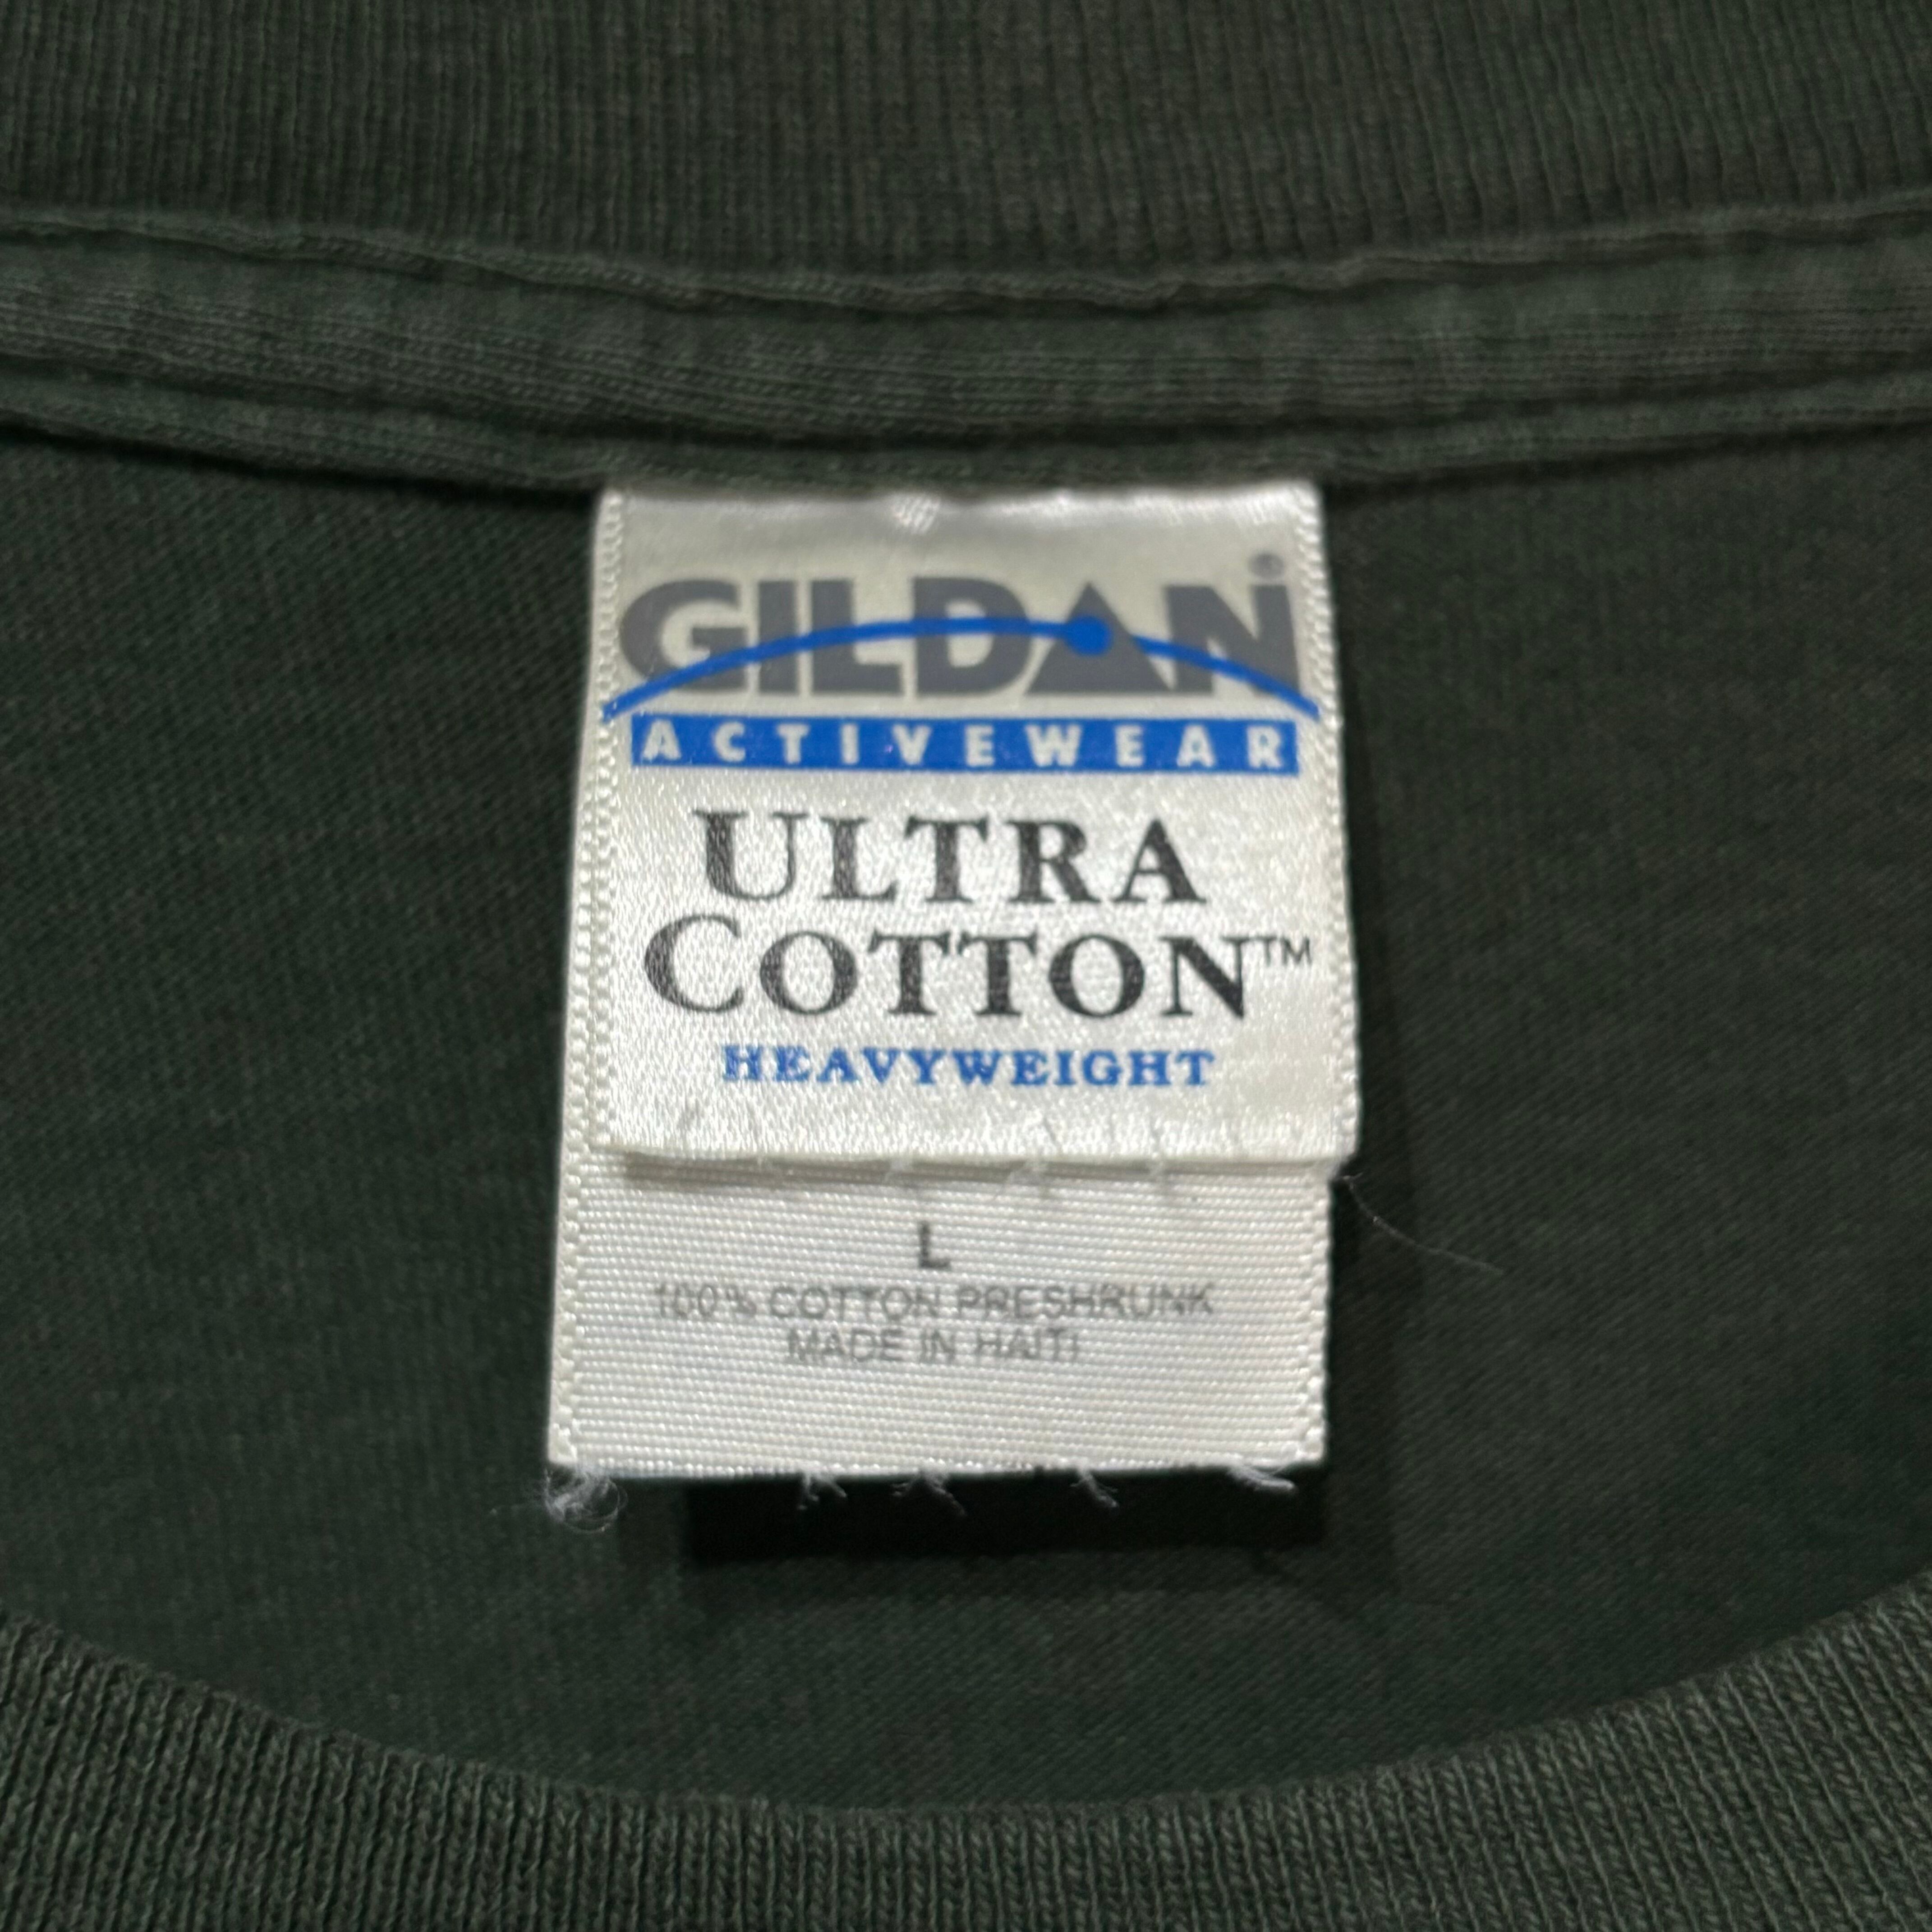 GILDAN®
ACTIVEWEAR
ULTRA
COTTON™
HEAVYWEIGHT
L
100% COTTON PRESHRUNK
MADE IN HAITI